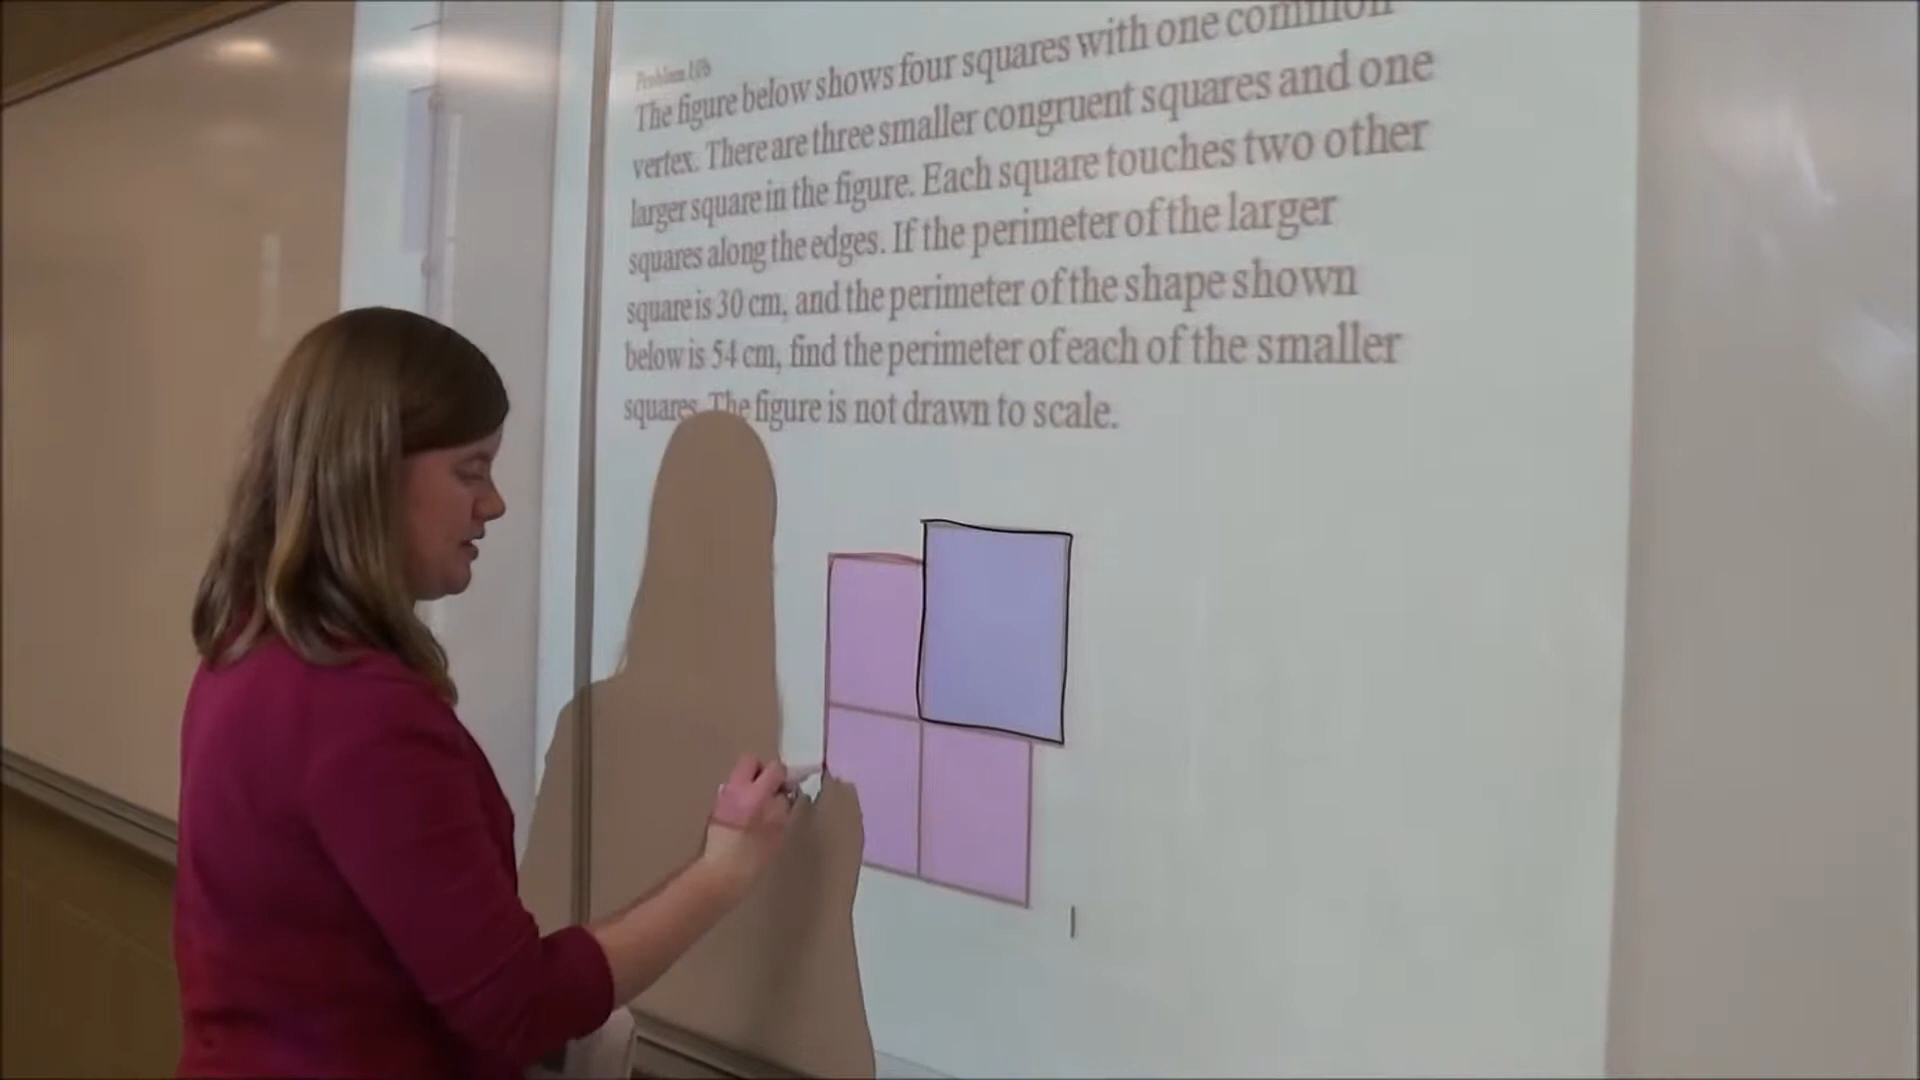 Problem 10b
The figure below shows four squares with one common
vertex. There are three smaller congruent squares and one
larger square in the figure. Each square touches two other
squares along the edges. If the perimeter of the larger
square is 30 cm, and the perimeter of the shape shown
below is 54 cm, find the perimeter of each of the smaller
squares. The figure is not drawn to scale.